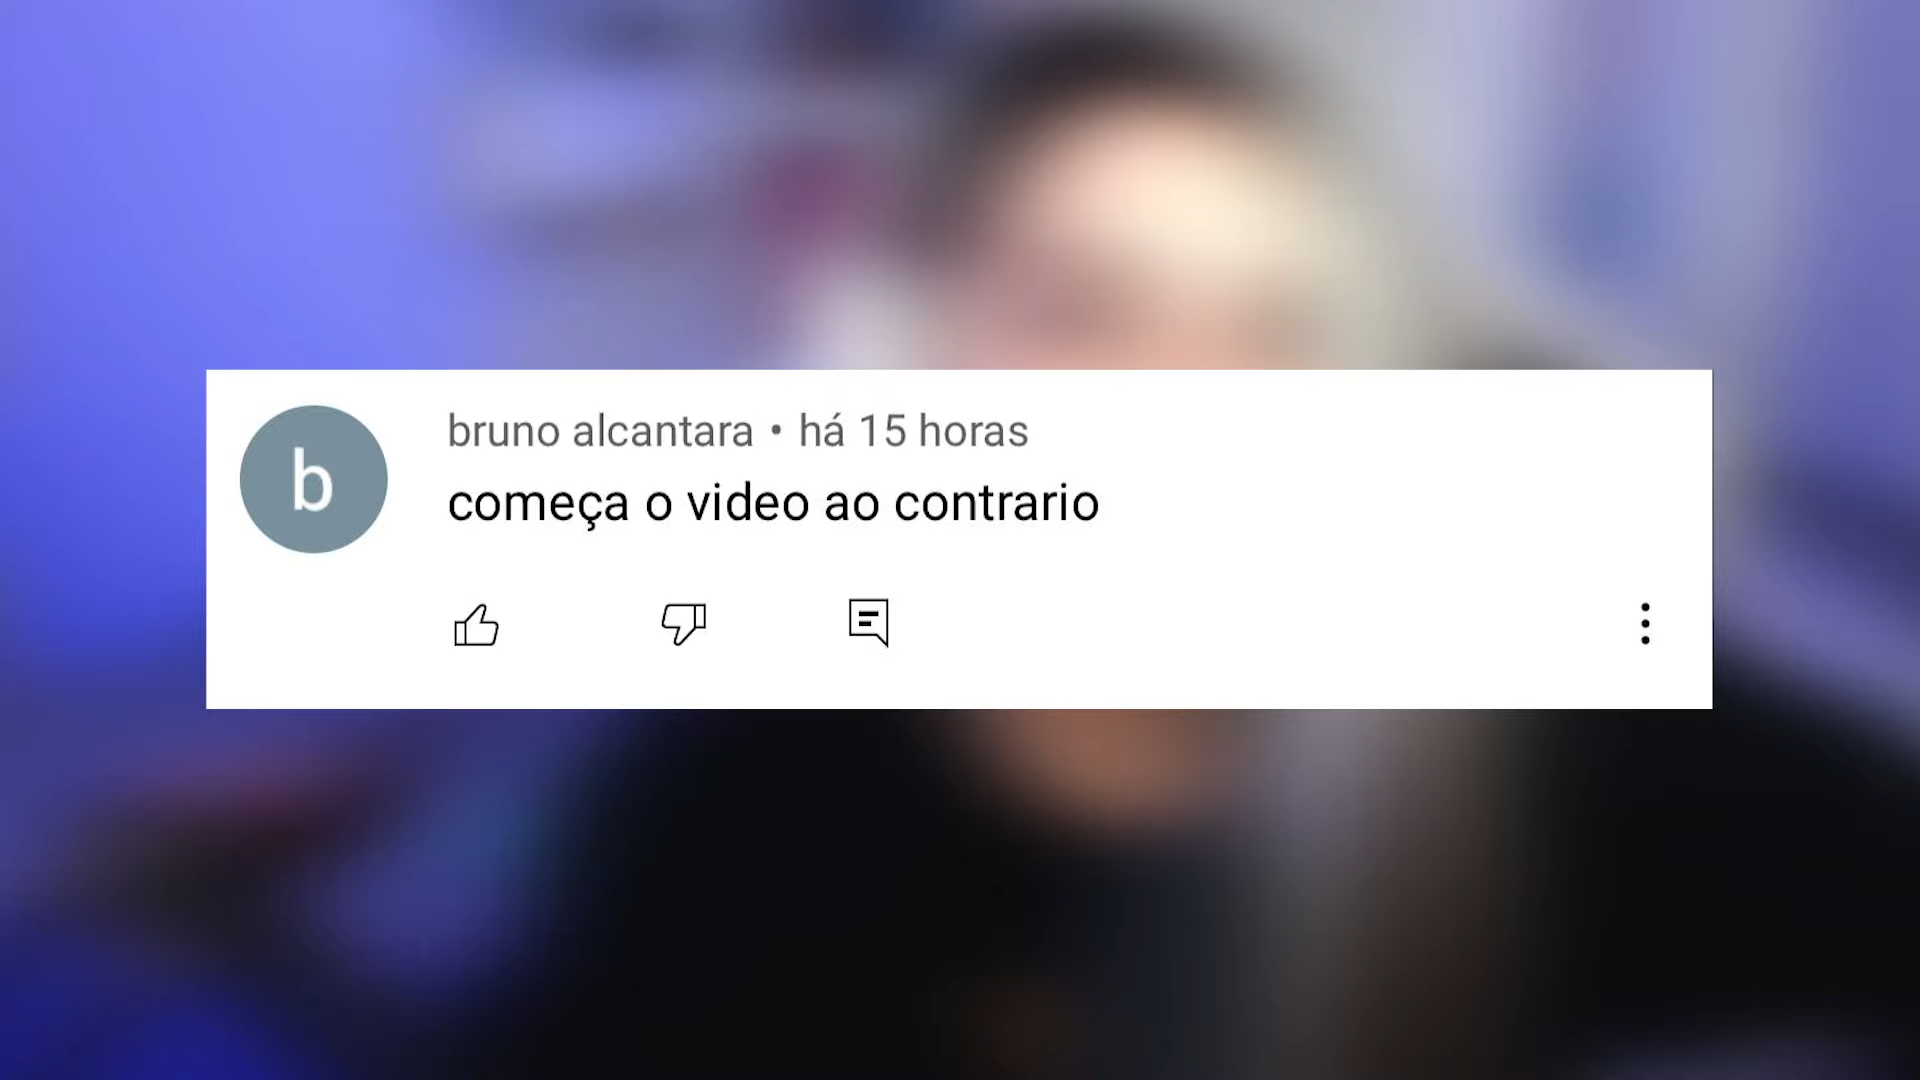 b
bruno alcantara • há 15 horas
começa o video ao contrario